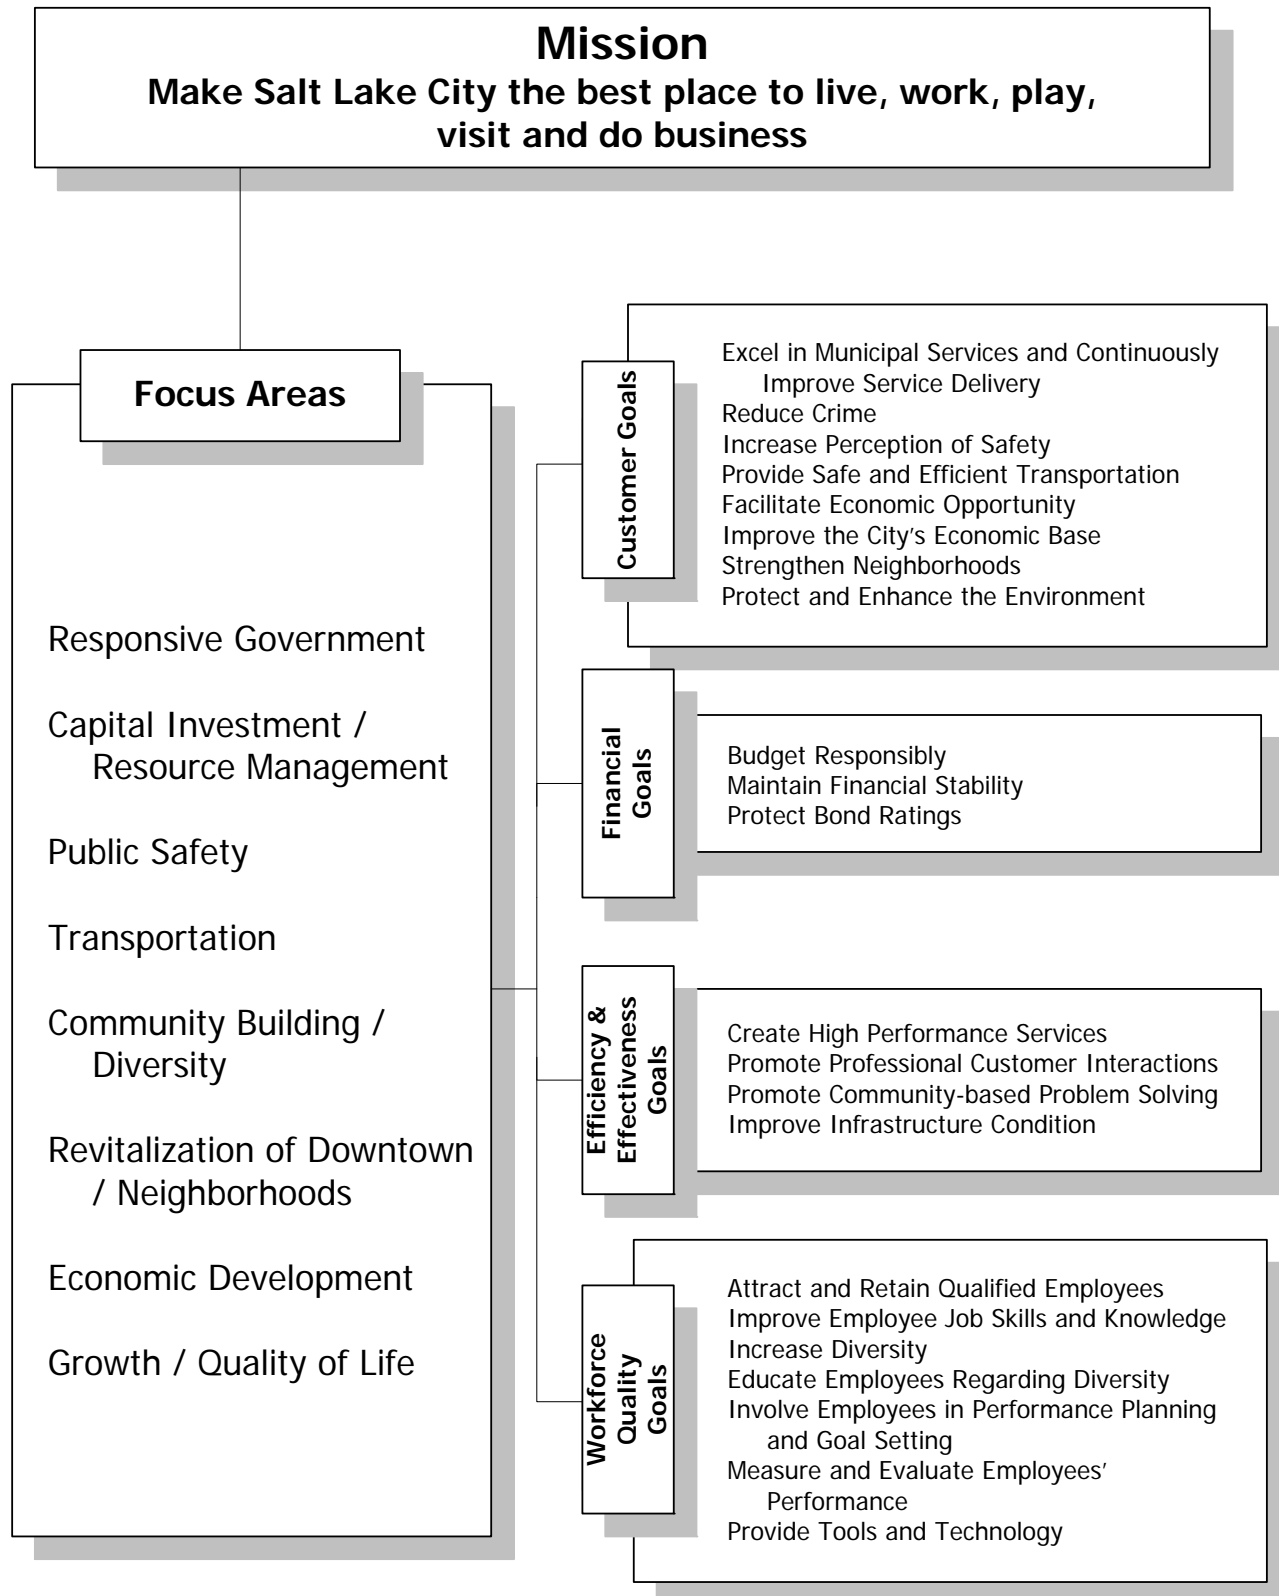 Mission
Make Salt Lake City the best place to live, work, play,
visit and do business
Focus Areas
Responsive Government
Capital Investment /
Resource Management
Public Safety
Transportation
Community Building /
Diversity
Revitalization of Downtown
/ Neighborhoods
Economic Development
Growth / Quality of Life
Customer Goals
Excel in Municipal Services and Continuously
Improve Service Delivery
Reduce Crime
Increase Perception of Safety
Provide Safe and Efficient Transportation
Facilitate Economic Opportunity
Improve the City's Economic Base
Strengthen Neighborhoods
Protect and Enhance the Environment
Financial
Goals
Budget Responsibly
Maintain Financial Stability
Protect Bond Ratings
Efficiency &
Effectiveness
Goals
Create High Performance Services
Promote Professional Customer Interactions
Promote Community-based Problem Solving
Improve Infrastructure Condition
Workforce
Quality
Goals
Attract and Retain Qualified Employees
Improve Employee Job Skills and Knowledge
Increase Diversity
Educate Employees Regarding Diversity
Involve Employees in Performance Planning
and Goal Setting
Measure and Evaluate Employees'
Performance
Provide Tools and Technology